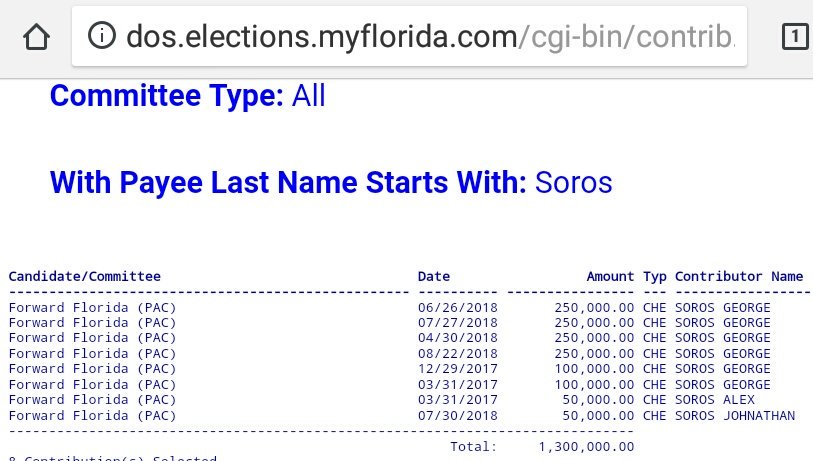 dos.elections.myflorida.com/cgi-bin/contrib.
1
Committee Type: All
With Payee Last Name Starts With: Soros
Candidate/Committee Date Amount Typ Contributor Name
Forward Florida (PAC) 06/26/2018 250,000.00 CHE SOROS GEORGE
Forward Florida (PAC) 07/27/2018 250,000.00 CHE SOROS GEORGE
Forward Florida (PAC) 04/30/2018 250,000.00 CHE SOROS GEORGE
Forward Florida (PAC) 08/22/2018 250,000.00 CHE SOROS GEORGE
Forward Florida (PAC) 12/29/2017 100,000.00 CHE SOROS GEORGE
Forward Florida (PAC) 03/31/2017 100,000.00 CHE SOROS GEORGE
Forward Florida (PAC) 03/31/2017 50,000.00 CHE SOROS ALEX
Forward Florida (PAC) 07/30/2018 50,000.00 CHE SOROS JOHNATHAN
Total: 1,300,000.00
8 Contribution(s) Selected